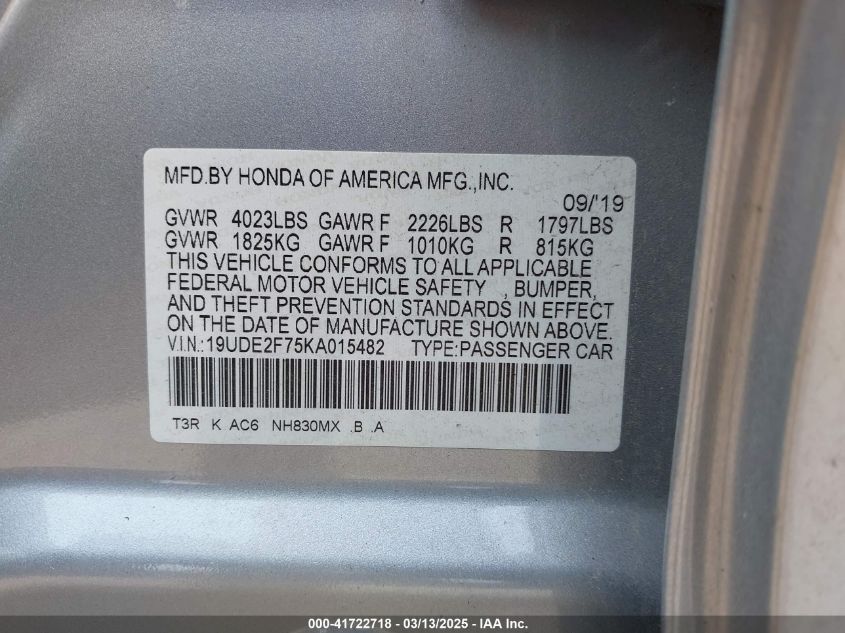 MFD.BY HONDA OF AMERICA MFG.,INC.
09/'19
GVWR 4023LBS GAWR F 2226LBS R 1797LBS
GVWR 1825KG GAWR F 1010KG R 815KG
THIS VEHICLE CONFORMS TO ALL APPLICABLE
FEDERAL MOTOR VEHICLE SAFETY , BUMPER,
AND THEFT PREVENTION STANDARDS IN EFFECT
ON THE DATE OF MANUFACTURE SHOWN ABOVE.
V.I.N.:19UDE2F75KA015482 TYPE:PASSENGER CAR
T3R K AC6 NH830MX .B .A
000-41722718 | 03/13/2025 | IAA Inc.